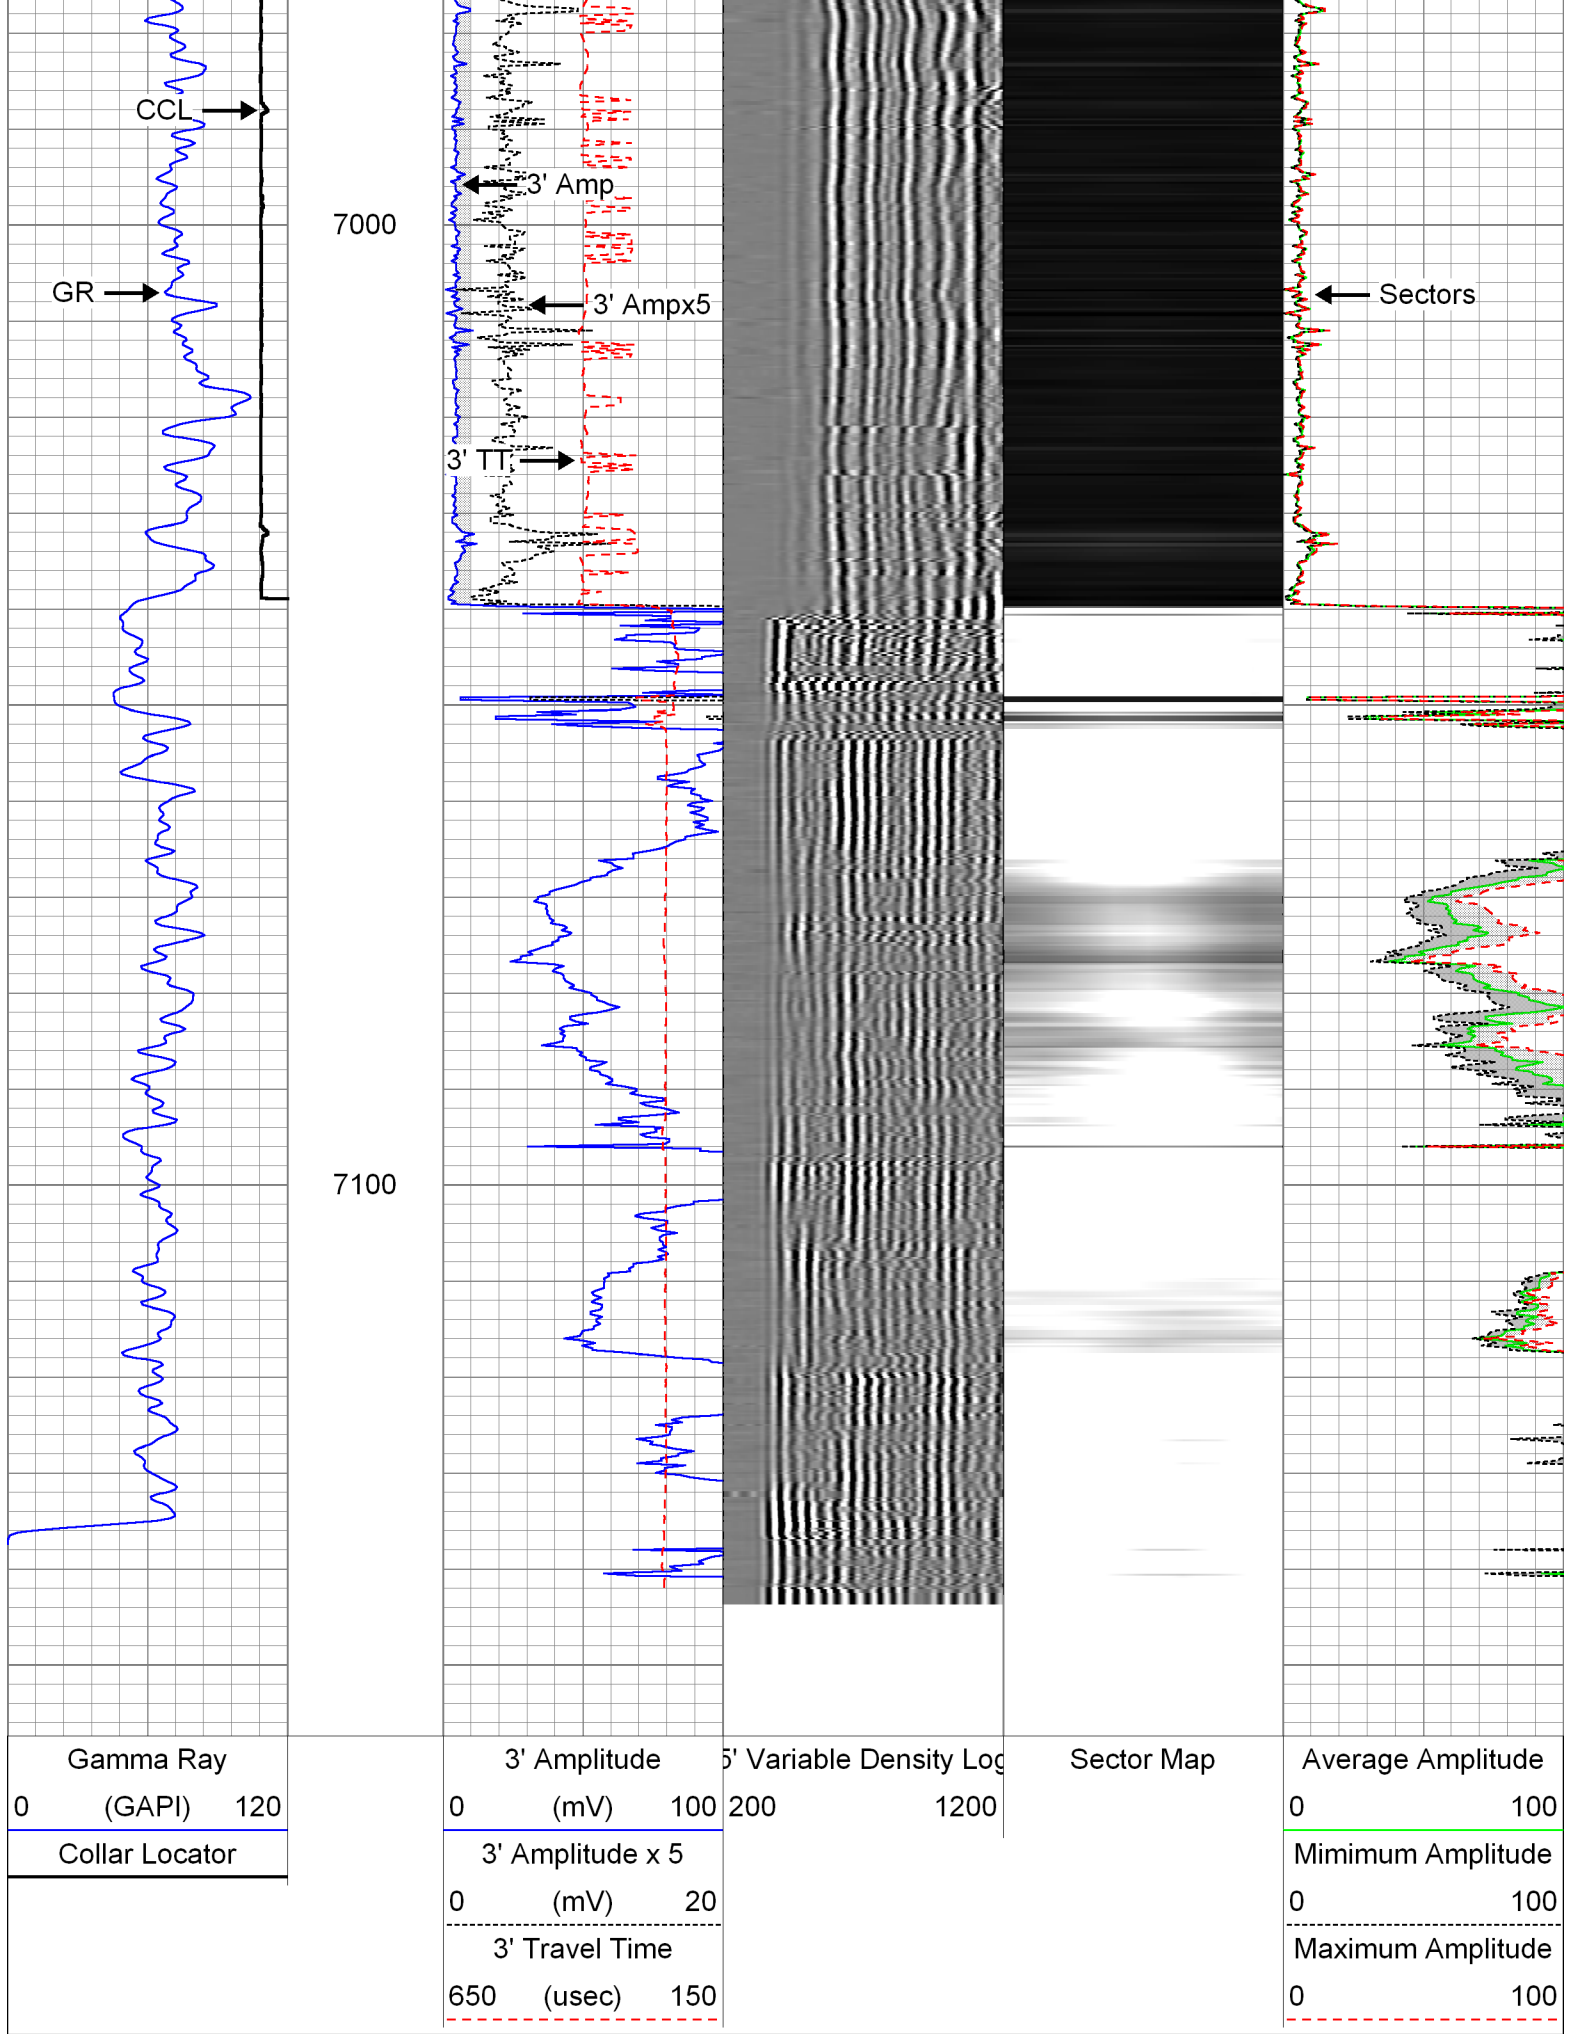 CCL
3' Amp
7000
GR
3' Ampx5
Sectors
3' TT
7100
Gamma Ray
0 (GAPI) 120
Collar Locator
3' Amplitude
0 (mV) 100
3' Amplitude x 5
0 (mV) 20
3' Travel Time
650 (usec) 150
5' Variable Density Log
200 1200
Sector Map
Average Amplitude
0 100
Mimimum Amplitude
0 100
Maximum Amplitude
0 100